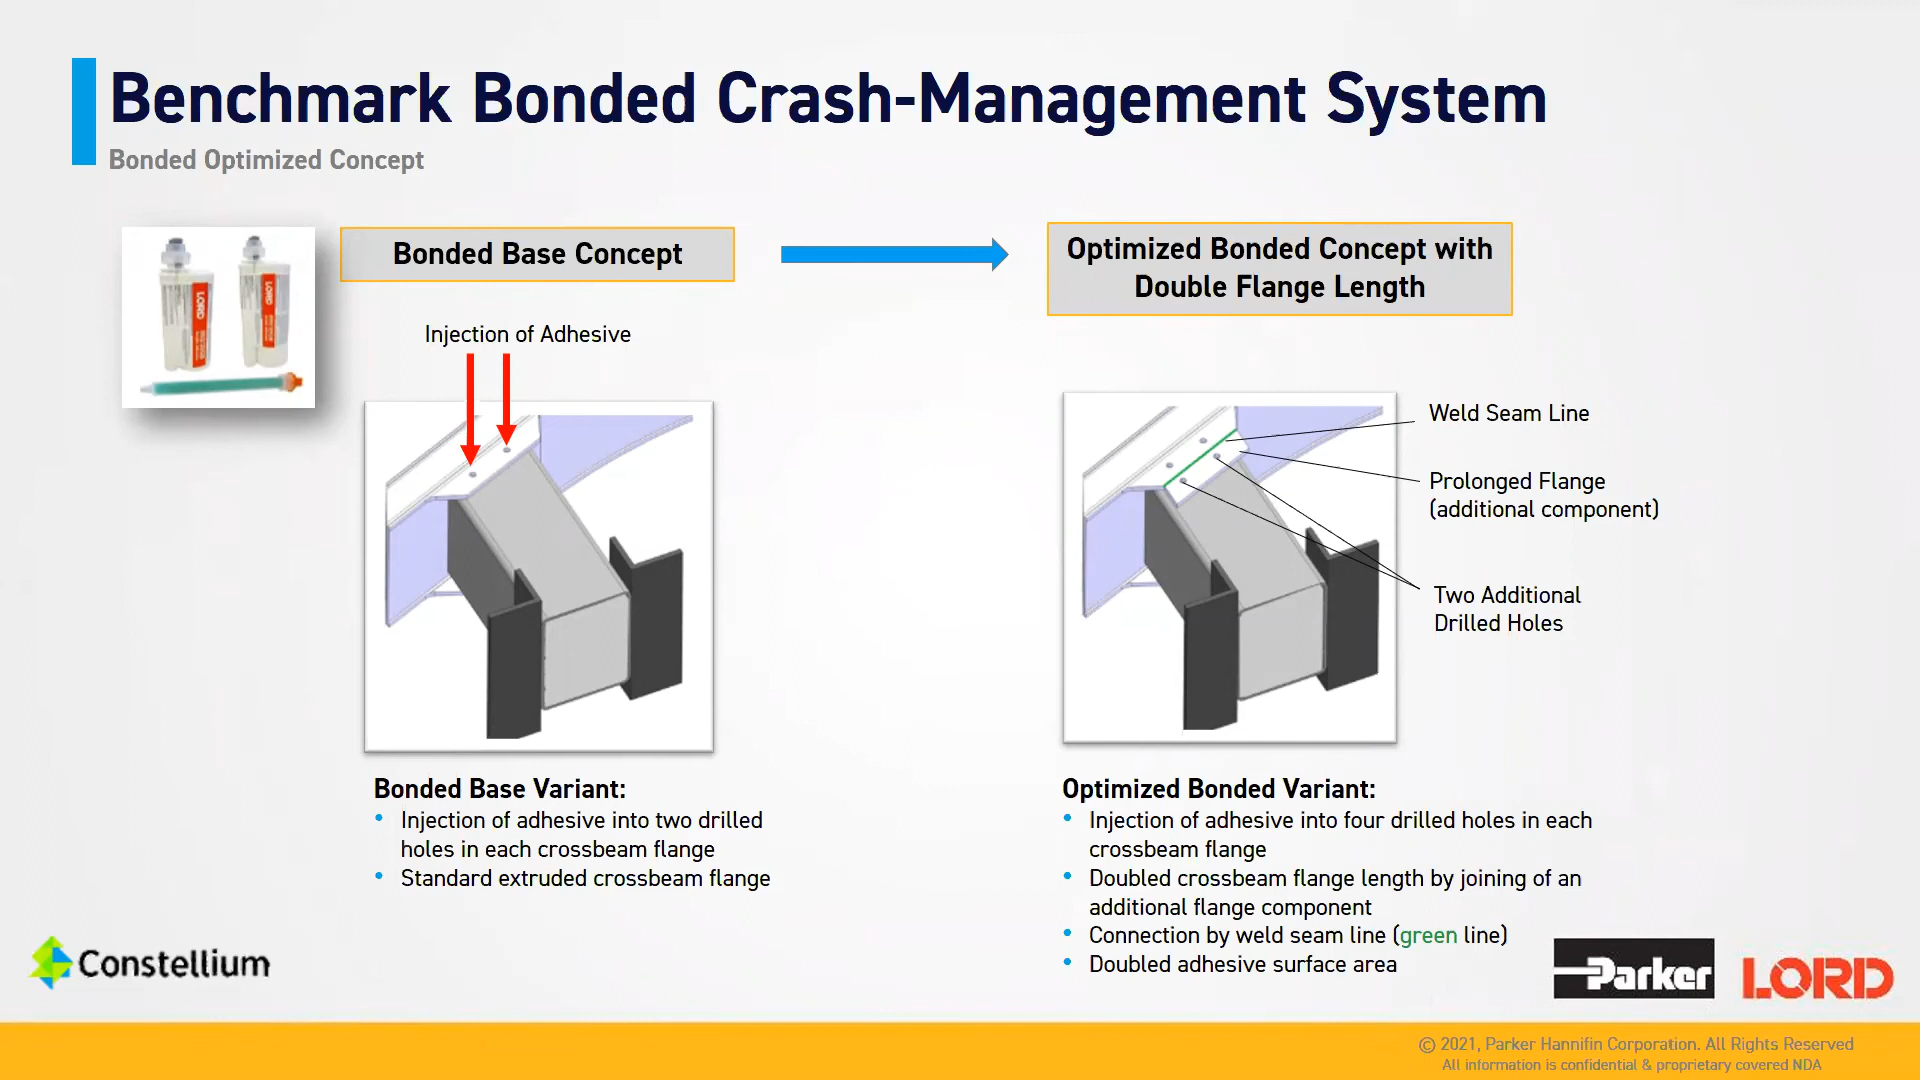 Benchmark Bonded Crash-Management System
Bonded Optimized Concept
LORD
LORD
Bonded Base Concept
Optimized Bonded Concept with
Double Flange Length
Injection of Adhesive
Weld Seam Line
Prolonged Flange
(additional component)
Two Additional
Drilled Holes
Bonded Base Variant:
• Injection of adhesive into two drilled
holes in each crossbeam flange
• Standard extruded crossbeam flange
Optimized Bonded Variant:
• Injection of adhesive into four drilled holes in each
crossbeam flange
• Doubled crossbeam flange length by joining of an
additional flange component
• Connection by weld seam line (green line)
• Doubled adhesive surface area
Constellium
Parker
LORD
© 2021, Parker Hannifin Corporation. All Rights Reserved
All information is confidential & proprietary covered NDA